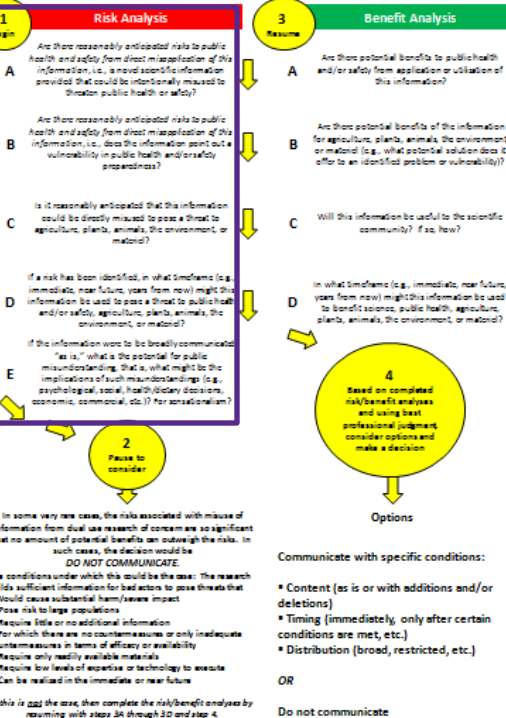 1
gin
Risk Analysis
A
Are there reasonably anticipated risks to public
health and safety from direct misapplication of this
information, i.e., is novel scientific information
provided that could be intentionally misused to
threaten public health or safety?
B
Are there reasonably anticipated risks to public
health and safety from direct misapplication of this
information, i.e., does the information point out a
vulnerability in public health and/or safety
preparedness?
C
Is it reasonably anticipated that this information
could be directly misused to pose a threat to
agriculture, plants, animals, the environment, or
materiel?
D
If a risk has been identified, in what timeframe (e.g.,
immediate, near future, years from now) might this
information be used to pose a threat to public health
and/or safety, agriculture, plants, animals, the
environment, or materiel?
E
If the information were to be broadly communicated
"as is," what is the potential for public
misunderstanding, that is, what might be the
implications of such misunderstandings (e.g.,
psychological, social, health/dietary decisions,
economic, commercial, etc.)? For sensationalism?
2
Pause to
consider
In some very rare cases, the risks associated with misuse of
formation from dual use research of concern are so significant
at no amount of potential benefits can outweigh the risks. In
such cases, the decision would be
DO NOT COMMUNICATE.
e conditions under which this could be the case: The research
lds sufficient information for bad actors to pose threats that
Would cause substantial harm/severe impact
Pose risk to large populations
Require little or no additional information
For which there are no countermeasures or only inadequate
untermeasures in terms of efficacy or availability
Require only readily available materials
Require low levels of expertise or technology to execute
Can be realized in the immediate or near future
this is not the case, then complete the risk/benefit analyses by
resuming with steps 3A through 3D and step 4.
3
Resume
Benefit Analysis
A
Are there potential benefits to public health
and/or safety from application or utilization of
this information?
B
Are there potential benefits of the information
for agriculture, plants, animals, the environment
or materiel (e.g., what potential solution does it
offer to an identified problem or vulnerability)?
C
Will this information be useful to the scientific
community? If so, how?
D
In what timeframe (e.g., immediate, near future,
years from now) might this information be used
to benefit science, public health, agriculture,
plants, animals, the environment, or materiel?
4
Based on completed
risk/benefit analyses
and using best
professional judgment,
consider options and
make a decision
Options
Communicate with specific conditions:
▪ Content (as is or with additions and/or
deletions)
▪ Timing (immediately, only after certain
conditions are met, etc.)
▪ Distribution (broad, restricted, etc.)
OR
Do not communicate